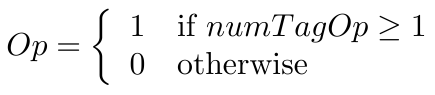 Op = { 1 if numTagOp ≥ 1
0 otherwise